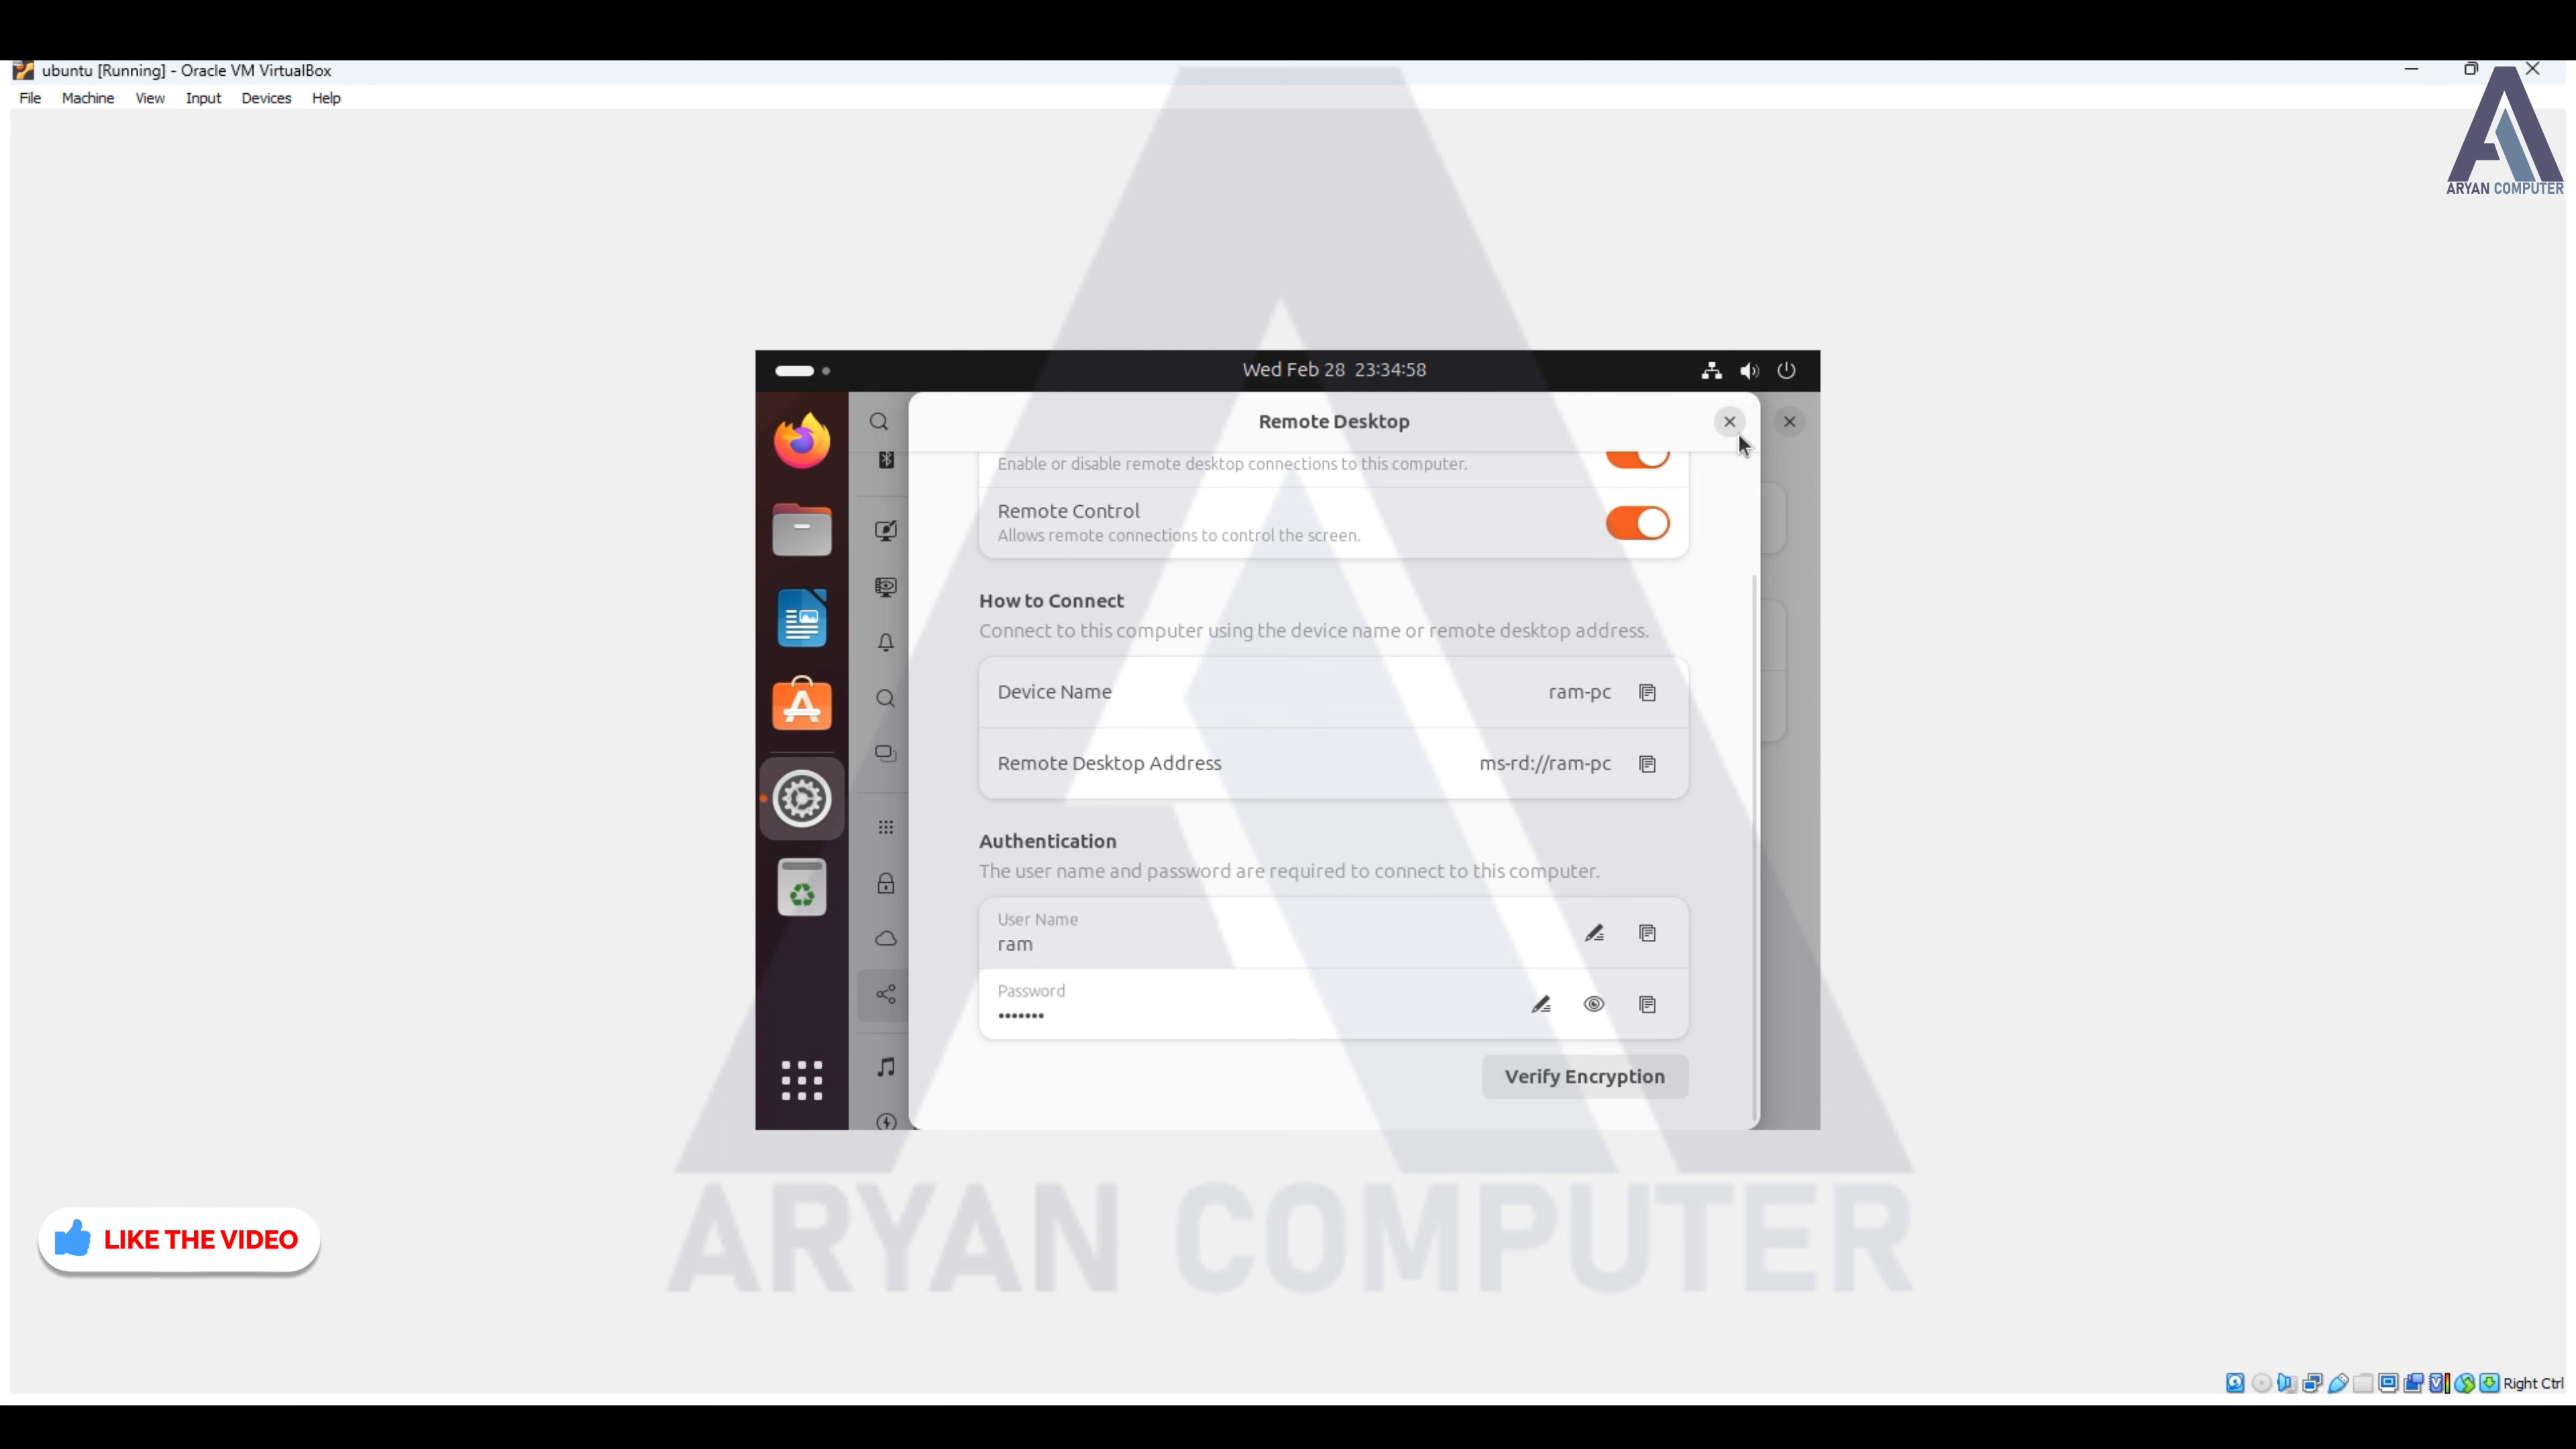 ubuntu [Running] - Oracle VM VirtualBox
File Machine View Input Devices Help
ARYAN COMPUTER
Wed Feb 28 23:34:58
Remote Desktop
Enable or disable remote desktop connections to this computer.
Remote Control
Allows remote connections to control the screen.
How to Connect
Connect to this computer using the device name or remote desktop address.
Device Name ram-pc
Remote Desktop Address ms-rd://ram-pc
Authentication
The user name and password are required to connect to this computer.
User Name
ram
Password
•••••••
Verify Encryption
ARYAN COMPUTER
LIKE THE VIDEO
Right Ctrl